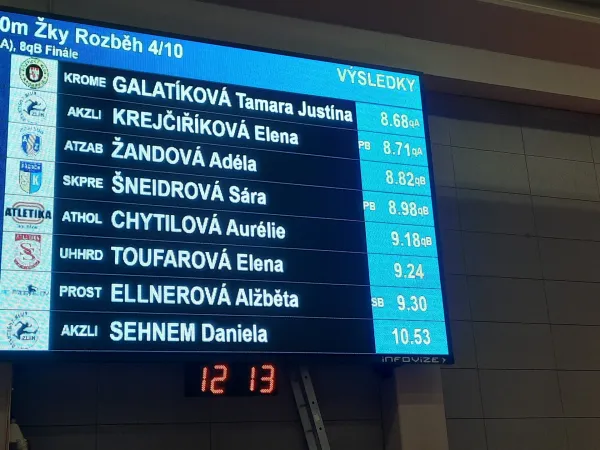 0m Žky Rozběh 4/10
A), 8qB Finále
VÝSLEDKY
KROME GALATÍKOVÁ Tamara Justína 8.68qA
AKZLI KREJČIŘÍKOVÁ Elena PB 8.71qA
ATZAB ŽANDOVÁ Adéla 8.82qB
SKPRE ŠNEIDROVÁ Sára PB 8.98qB
ATHOL CHYTILOVÁ Aurélie 9.18qB
UHHRD TOUFAROVÁ Elena 9.24
PROST ELLNEROVÁ Alžběta SB 9.30
AKZLI SEHNEM Daniela 10.53
ATLETIKA
INFOVIZE
12 13